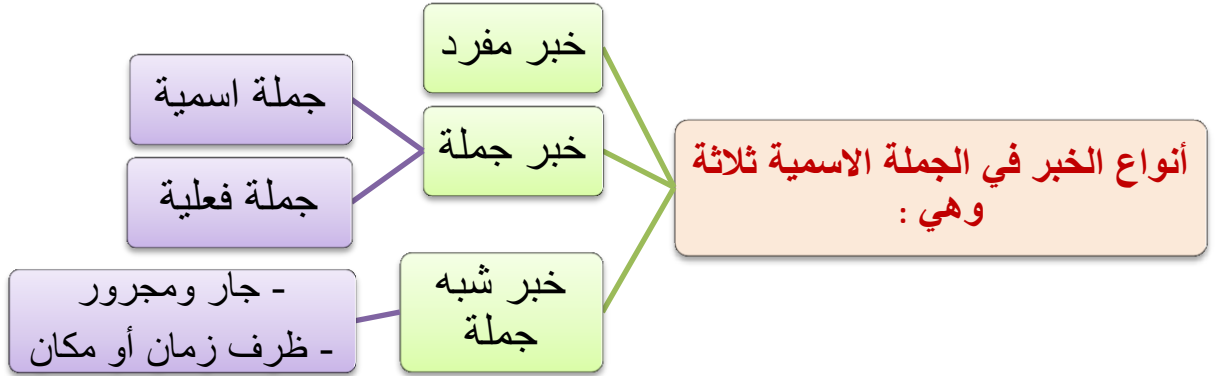 أنواع الخبر في الجملة الاسمية ثلاثة
وهي :
خبر مفرد
خبر جملة
جملة اسمية
جملة فعلية
خبر شبه
جملة
- جار ومجرور
- ظرف زمان أو مكان